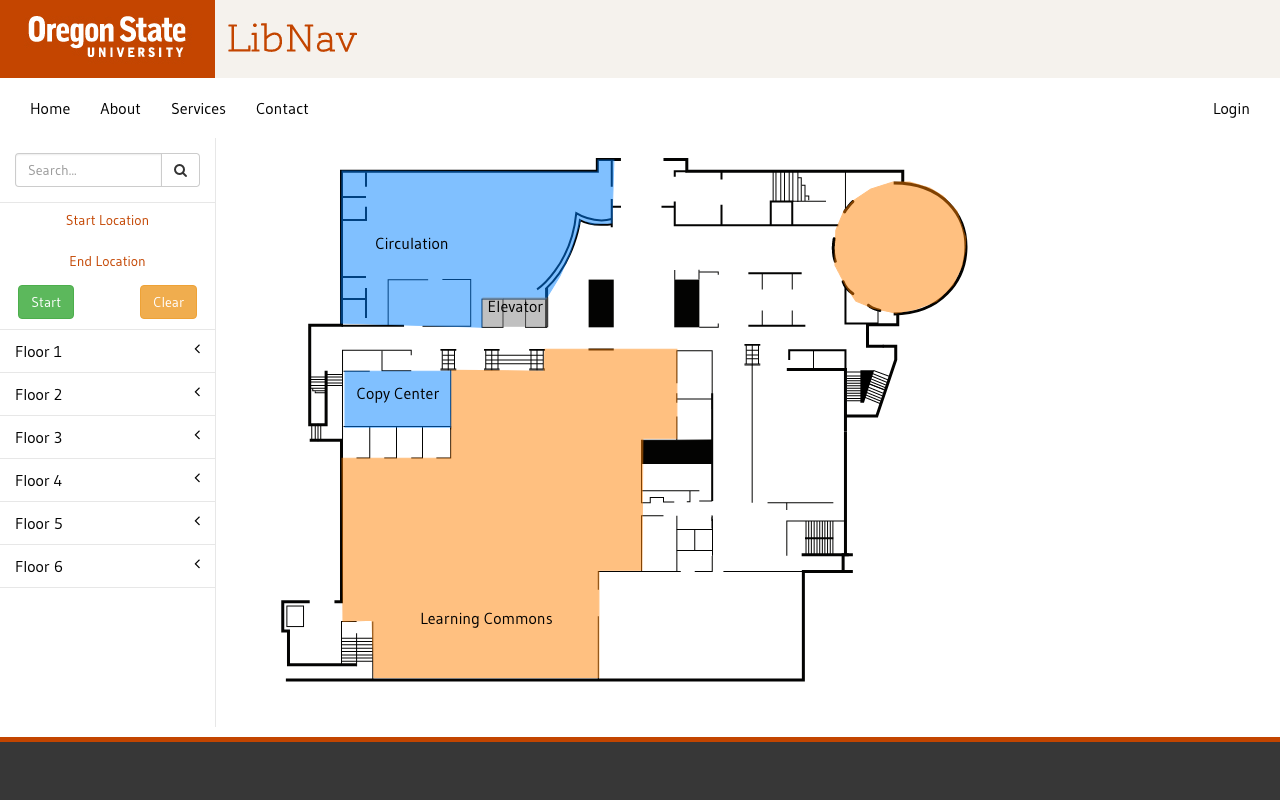 Oregon State
UNIVERSITY
LibNav
Home About Services Contact Login
Search...
Start Location
End Location
Start Clear
Floor 1
Floor 2
Floor 3
Floor 4
Floor 5
Floor 6
Circulation
Elevator
Copy Center
Learning Commons